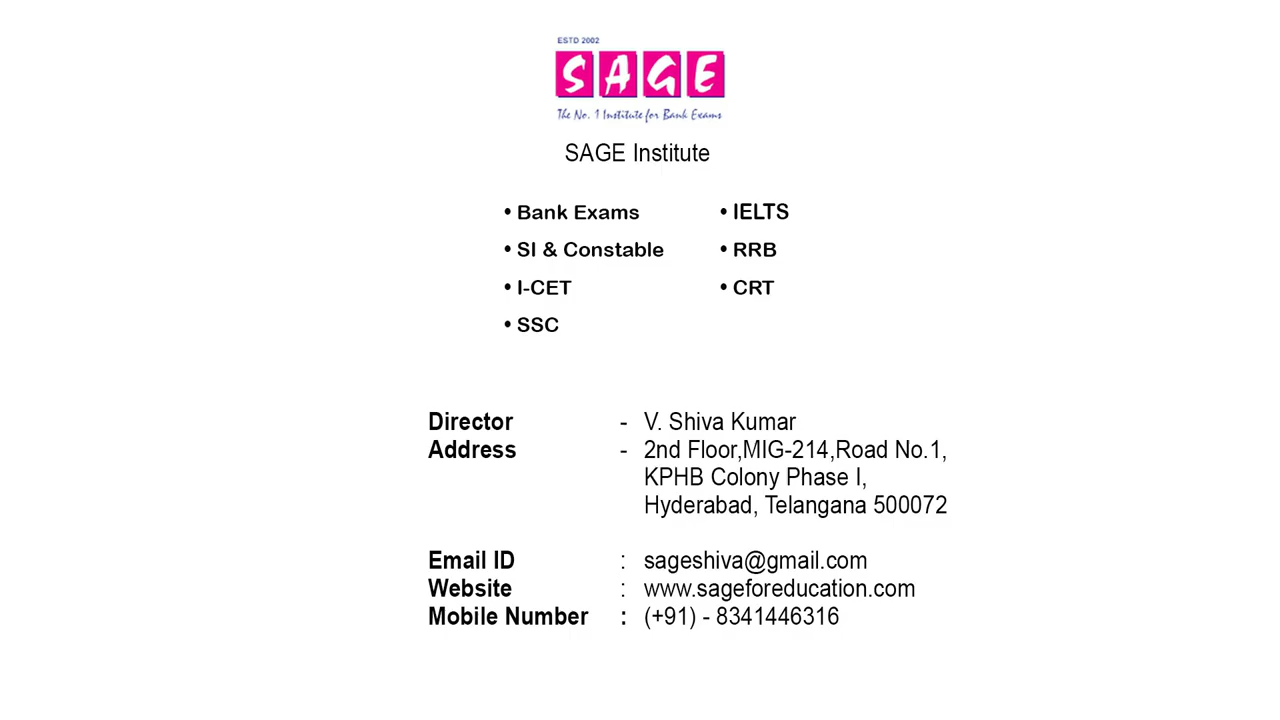 ESTD 2002
SAGE
The No. 1 Institute for Bank Exams
SAGE Institute
• Bank Exams
• SI & Constable
• I-CET
• SSC
• IELTS
• RRB
• CRT
Director - V. Shiva Kumar
Address - 2nd Floor,MIG-214,Road No.1,
KPHB Colony Phase I,
Hyderabad, Telangana 500072
Email ID : sageshiva@gmail.com
Website : www.sageforeducation.com
Mobile Number : (+91) - 8341446316